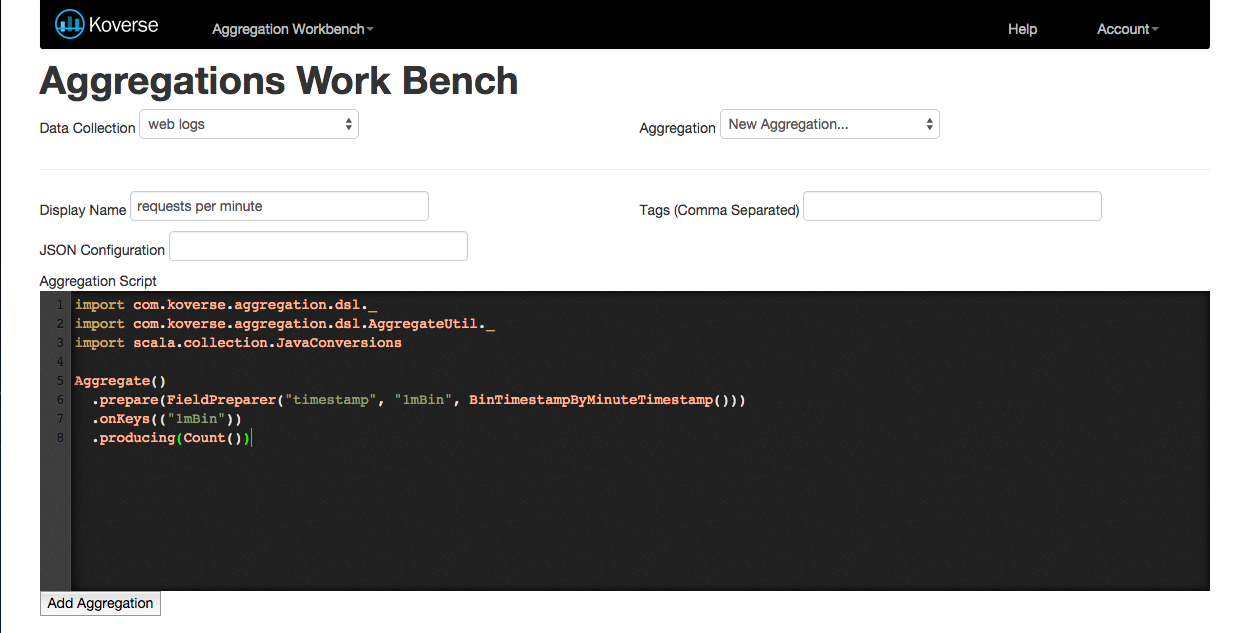 Koverse Aggregation Workbench Help Account
Aggregations Work Bench
Data Collection web logs Aggregation New Aggregation...
Display Name requests per minute Tags (Comma Separated)
JSON Configuration
Aggregation Script
1 import com.koverse.aggregation.dsl._
2 import com.koverse.aggregation.dsl.AggregateUtil._
3 import scala.collection.JavaConversions
4
5 Aggregate()
6 .prepare(FieldPreparer("timestamp", "1mBin", BinTimestampByMinuteTimestamp()))
7 .onKeys(("1mBin"))
8 .producing(Count())
Add Aggregation